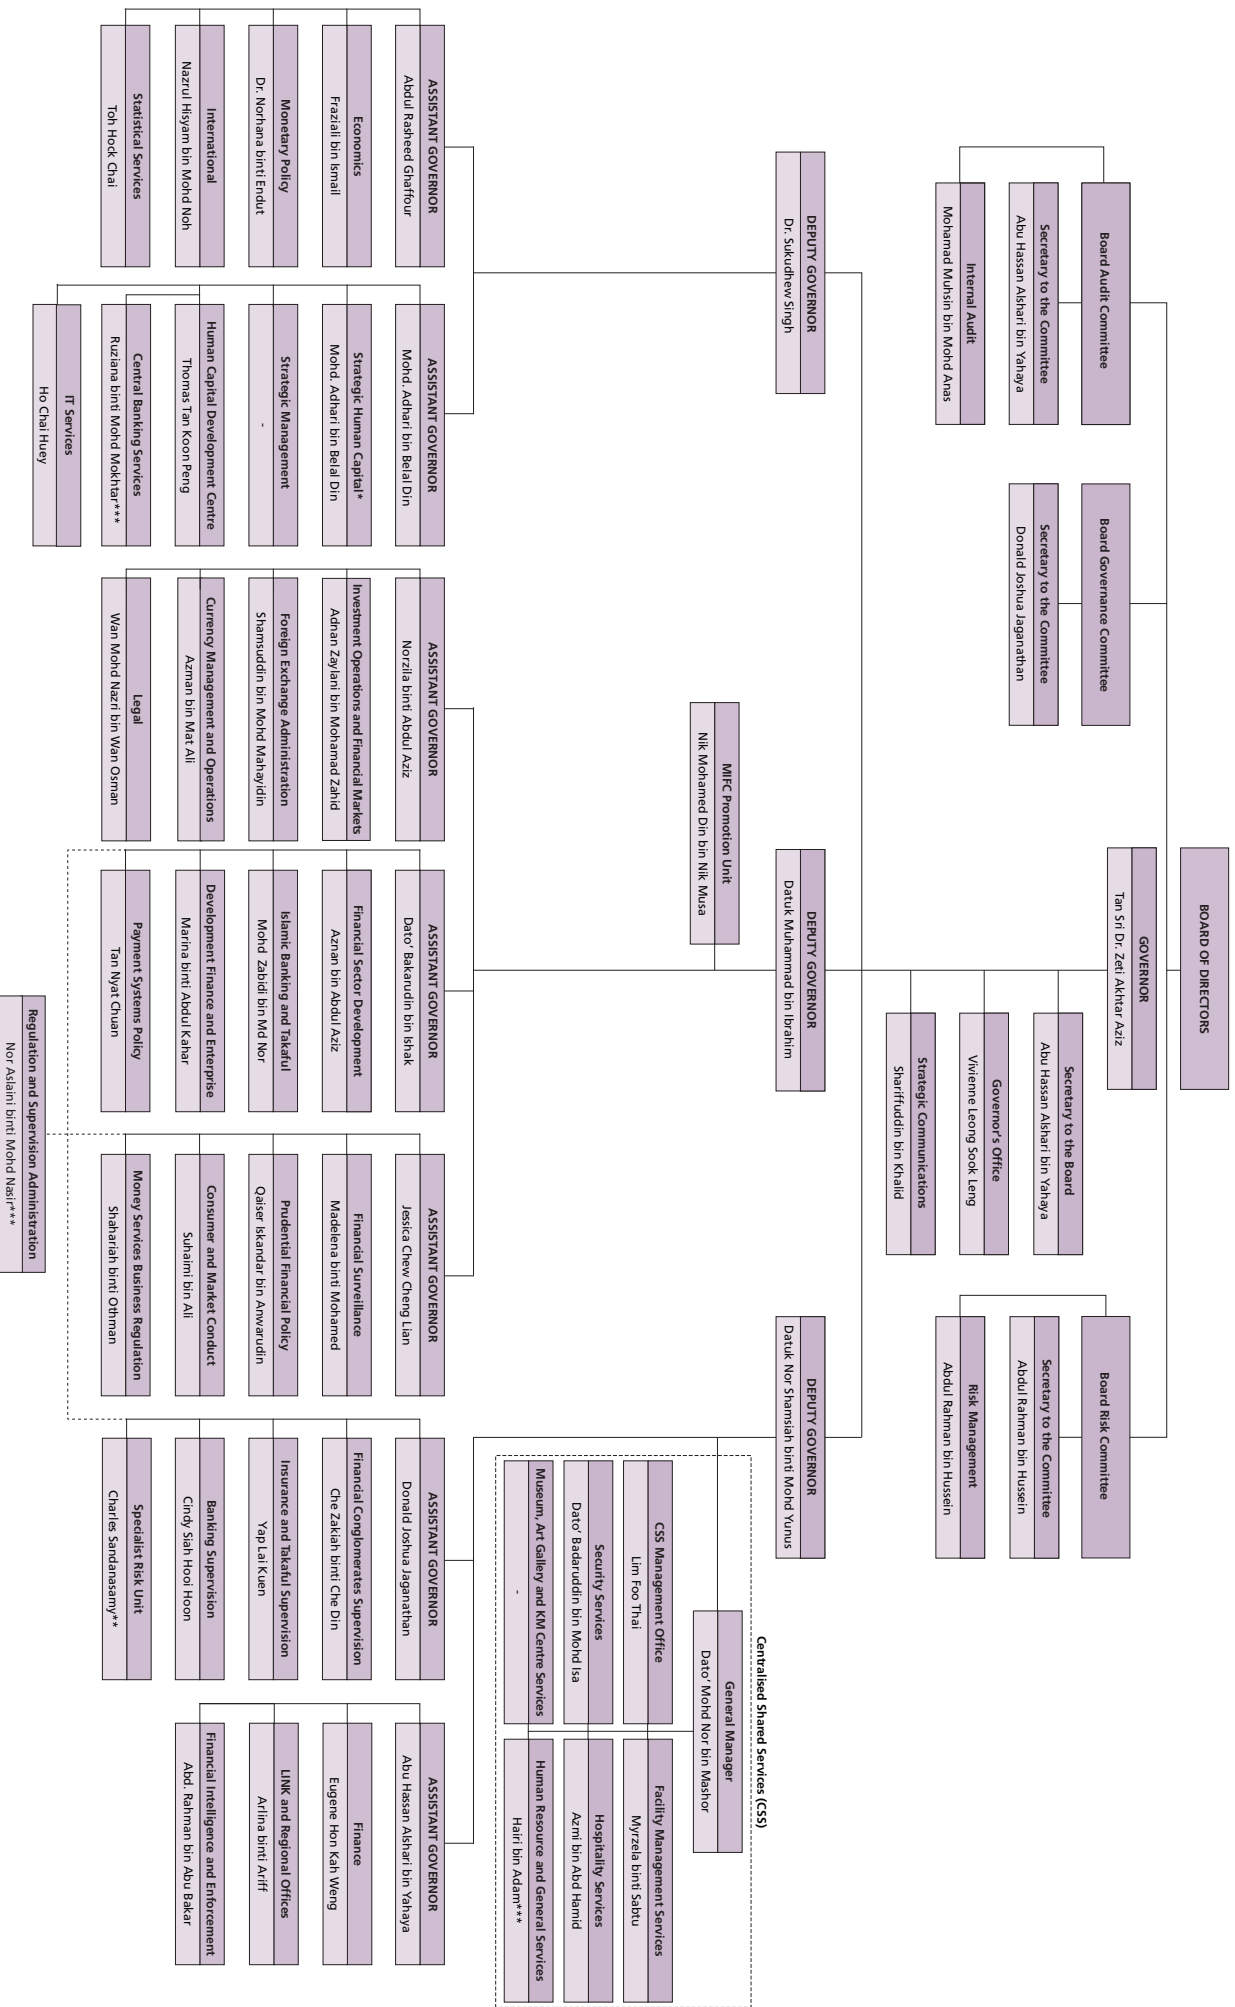 BOARD OF DIRECTORS
GOVERNOR
Tan Sri Dr. Zeti Akhtar Aziz
Board Audit Committee
Secretary to the Committee
Abu Hassan Alshari bin Yahaya
Internal Audit
Mohamad Muhsin bin Mohd Anas
Board Governance Committee
Secretary to the Committee
Donald Joshua Jaganathan
Secretary to the Board
Abu Hassan Alshari bin Yahaya
Governor's Office
Vivienne Leong Sook Leng
Strategic Communications
Shariffuddin bin Khalid
Board Risk Committee
Secretary to the Committee
Abdul Rahman bin Hussein
Risk Management
Abdul Rahman bin Hussein
DEPUTY GOVERNOR
Dr. Sukudhew Singh
DEPUTY GOVERNOR
Datuk Muhammad bin Ibrahim
DEPUTY GOVERNOR
Datuk Nor Shamsiah binti Mohd Yunus
MIFC Promotion Unit
Nik Mohamed Din bin Nik Musa
Centralised Shared Services (CSS)
General Manager
Dato' Mohd Nor bin Mashor
CSS Management Office
Lim Foo Thai
Facility Management Services
Myrzela binti Sabtu
Security Services
Dato' Badaruddin bin Mohd Isa
Hospitality Services
Azmi bin Abd Hamid
Museum, Art Gallery and KM Centre Services
-
Human Resource and General Services
Hairi bin Adam***
ASSISTANT GOVERNOR
Abdul Rasheed Ghaffour
Economics
Fraziali bin Ismail
Monetary Policy
Dr. Norhana binti Endut
International
Nazrul Hisyam bin Mohd Noh
Statistical Services
Toh Hock Chai
ASSISTANT GOVERNOR
Mohd. Adhari bin Belal Din
Strategic Human Capital*
Mohd. Adhari bin Belal Din
Strategic Management
-
Human Capital Development Centre
Thomas Tan Koon Peng
Central Banking Services
Ruziana binti Mohd Mokhtar***
IT Services
Ho Chai Huey
ASSISTANT GOVERNOR
Norzila binti Abdul Aziz
Investment Operations and Financial Markets
Adnan Zaylani bin Mohamad Zahid
Foreign Exchange Administration
Shamsuddin bin Mohd Mahayidin
Currency Management and Operations
Azman bin Mat Ali
Legal
Wan Mohd Nazri bin Wan Osman
ASSISTANT GOVERNOR
Dato' Bakarudin bin Ishak
Financial Sector Development
Aznan bin Abdul Aziz
Islamic Banking and Takaful
Mohd Zabidi bin Md Nor
Development Finance and Enterprise
Marina binti Abdul Kahar
Payment Systems Policy
Tan Nyat Chuan
ASSISTANT GOVERNOR
Jessica Chew Cheng Lian
Financial Surveillance
Madelena binti Mohamed
Prudential Financial Policy
Qaiser Iskandar bin Anwarudin
Consumer and Market Conduct
Suhaimi bin Ali
Money Services Business Regulation
Shahariah binti Othman
Regulation and Supervision Administration
Nor Aslaini binti Mohd Nasir***
ASSISTANT GOVERNOR
Donald Joshua Jaganathan
Financial Conglomerates Supervision
Che Zakiah binti Che Din
Insurance and Takaful Supervision
Yap Lai Kuen
Banking Supervision
Cindy Siah Hooi Hoon
Specialist Risk Unit
Charles Sandanasamy**
ASSISTANT GOVERNOR
Abu Hassan Alshari bin Yahaya
Finance
Eugene Hon Kah Weng
LINK and Regional Offices
Arlina binti Ariff
Financial Intelligence and Enforcement
Abd. Rahman bin Abu Bakar